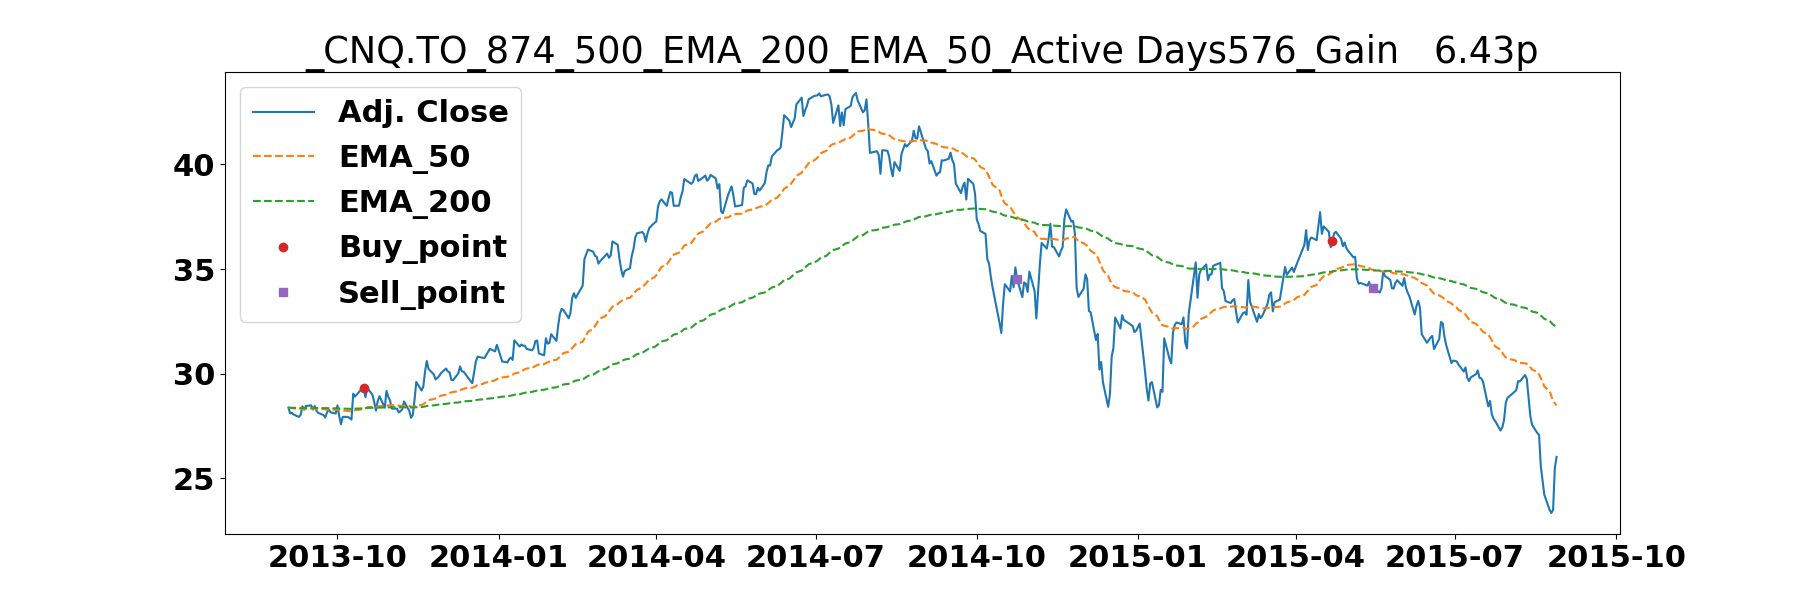 _CNQ.TO_874_500_EMA_200_EMA_50_Active Days576_Gain   6.43p
Adj. Close
EMA_50
EMA_200
Buy_point
Sell_point
40
35
30
25
2013-10 2014-01 2014-04 2014-07 2014-10 2015-01 2015-04 2015-07 2015-10